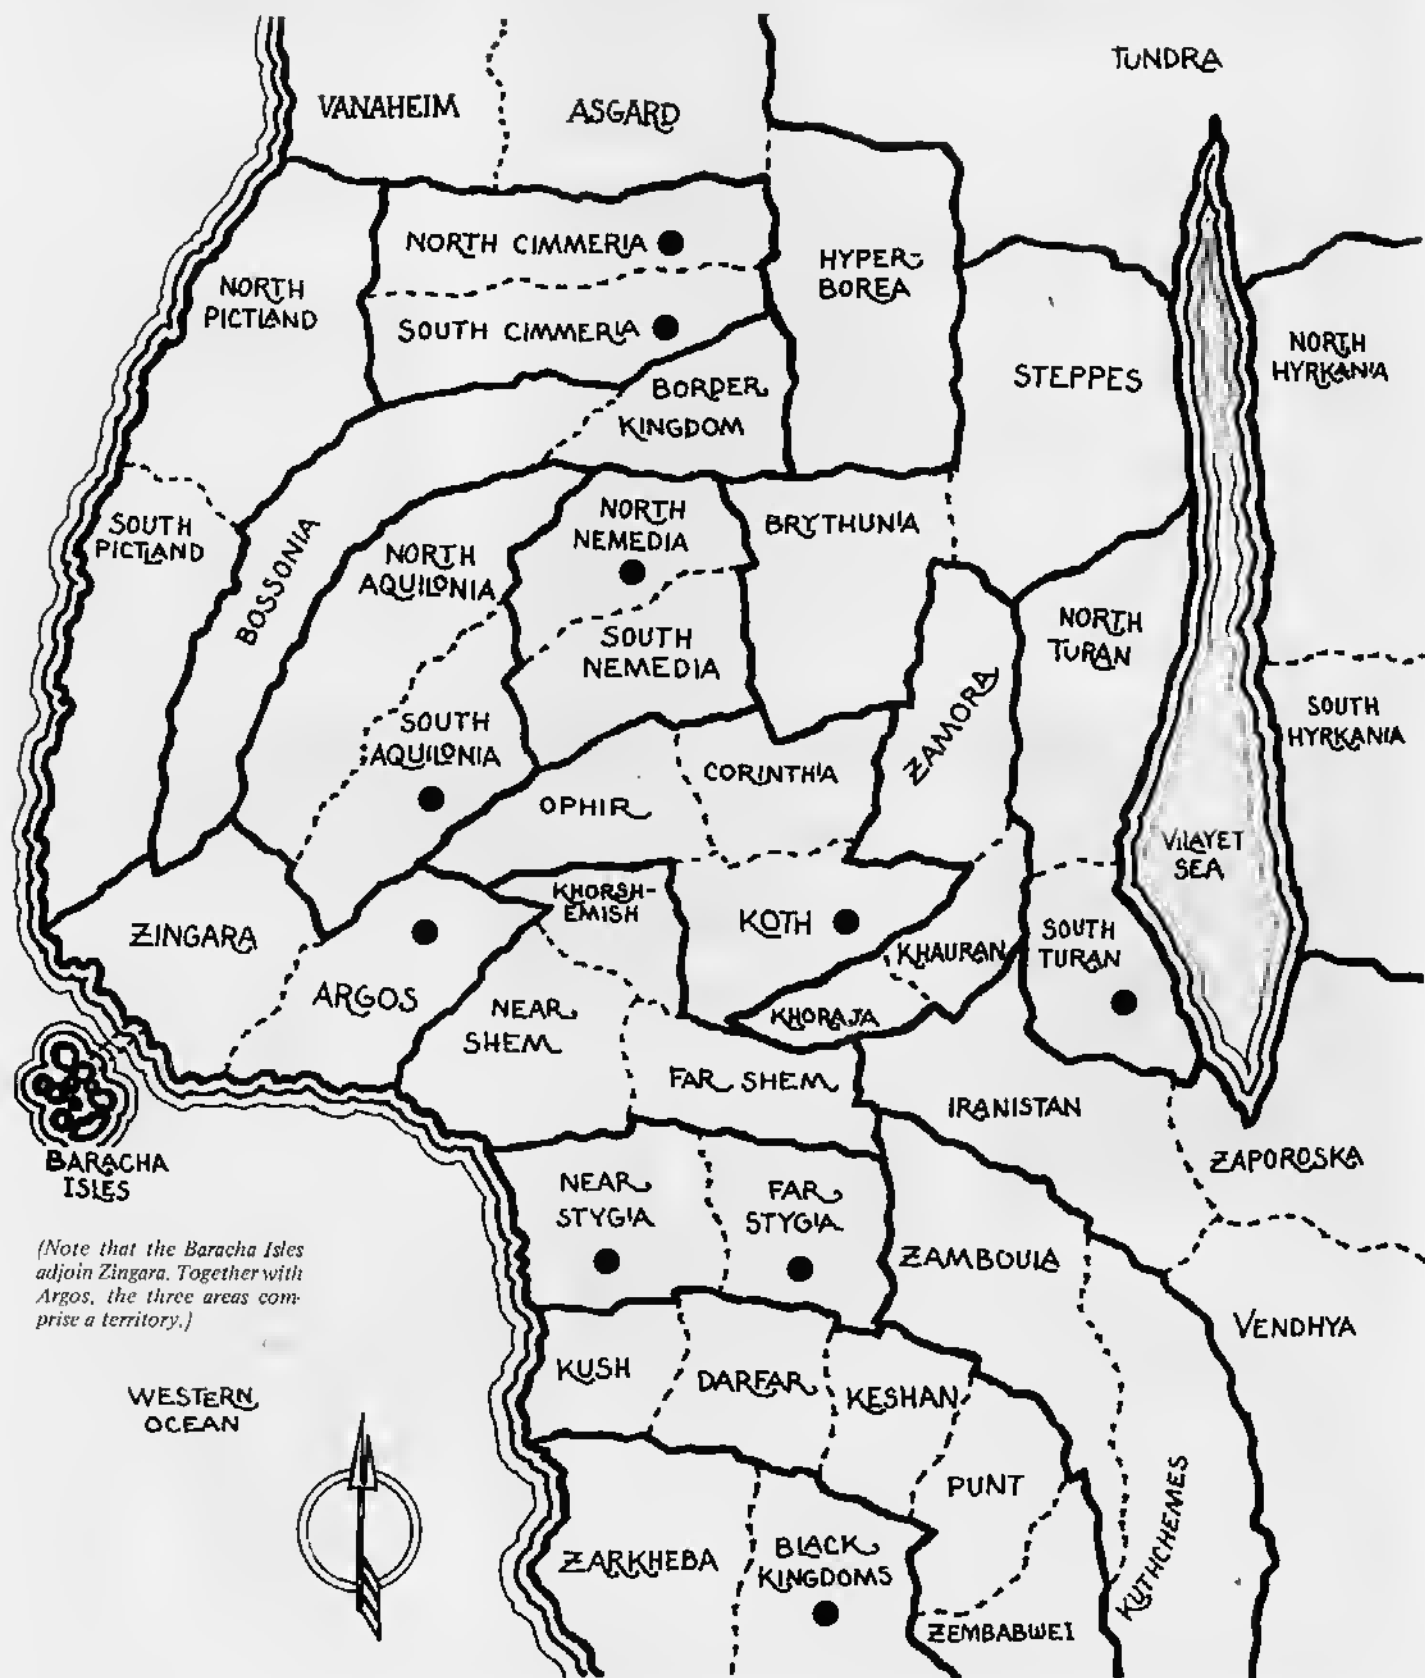 TUNDRA
VANAHEIM
ASGARD
NORTH CIMMERIA
HYPER-
BOREA
NORTH
PICTLAND
SOUTH CIMMERIA
NORTH
HYRKANIA
STEPPES
BORDER
KINGDOM
SOUTH
PICTLAND
BOSSONIA
NORTH
AQUILONIA
NORTH
NEMEDIA
BRYTHUNIA
NORTH
TURAN
SOUTH
NEMEDIA
SOUTH
HYRKANIA
ZAMORA
SOUTH
AQUILONIA
CORINTHIA
OPHIR
VILAYET
SEA
KHORSH-
EMISH
KOTH
ZINGARA
KHAURAN
SOUTH
TURAN
ARGOS
NEAR
SHEM
KHORAJA
FAR SHEM
IRANISTAN
BARACHA
ISLES
ZAPOROSKA
NEAR
STYGIA
FAR
STYGIA
(Note that the Baracha Isles
adjoin Zingara. Together with
Argos, the three areas com-
prise a territory.)
ZAMBOULA
VENDHYA
KUSH
DARFAR
KESHAN
WESTERN
OCEAN
PUNT
KUTHCHEMES
ZARKHEBA
BLACK
KINGDOMS
ZEMBABWEI